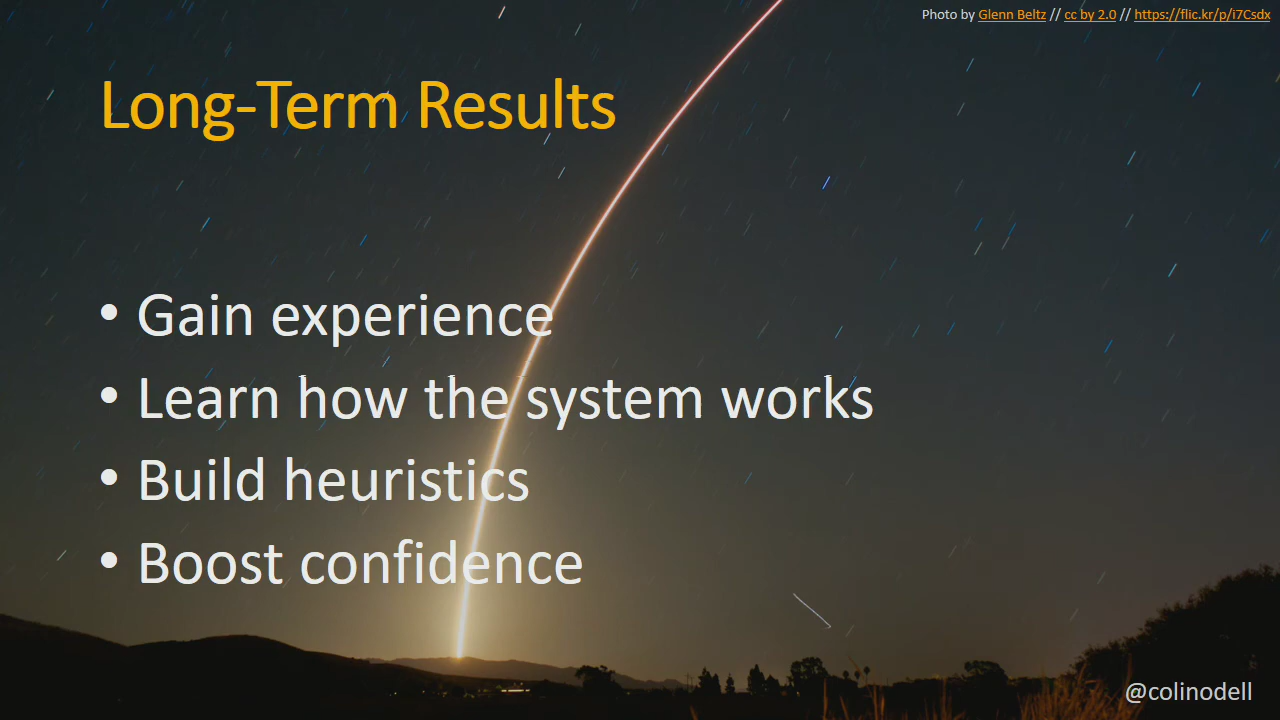 Photo by Glenn Beltz // cc by 2.0 // https://flic.kr/p/i7Csdx
Long-Term Results
• Gain experience
• Learn how the system works
• Build heuristics
• Boost confidence
@colinodell